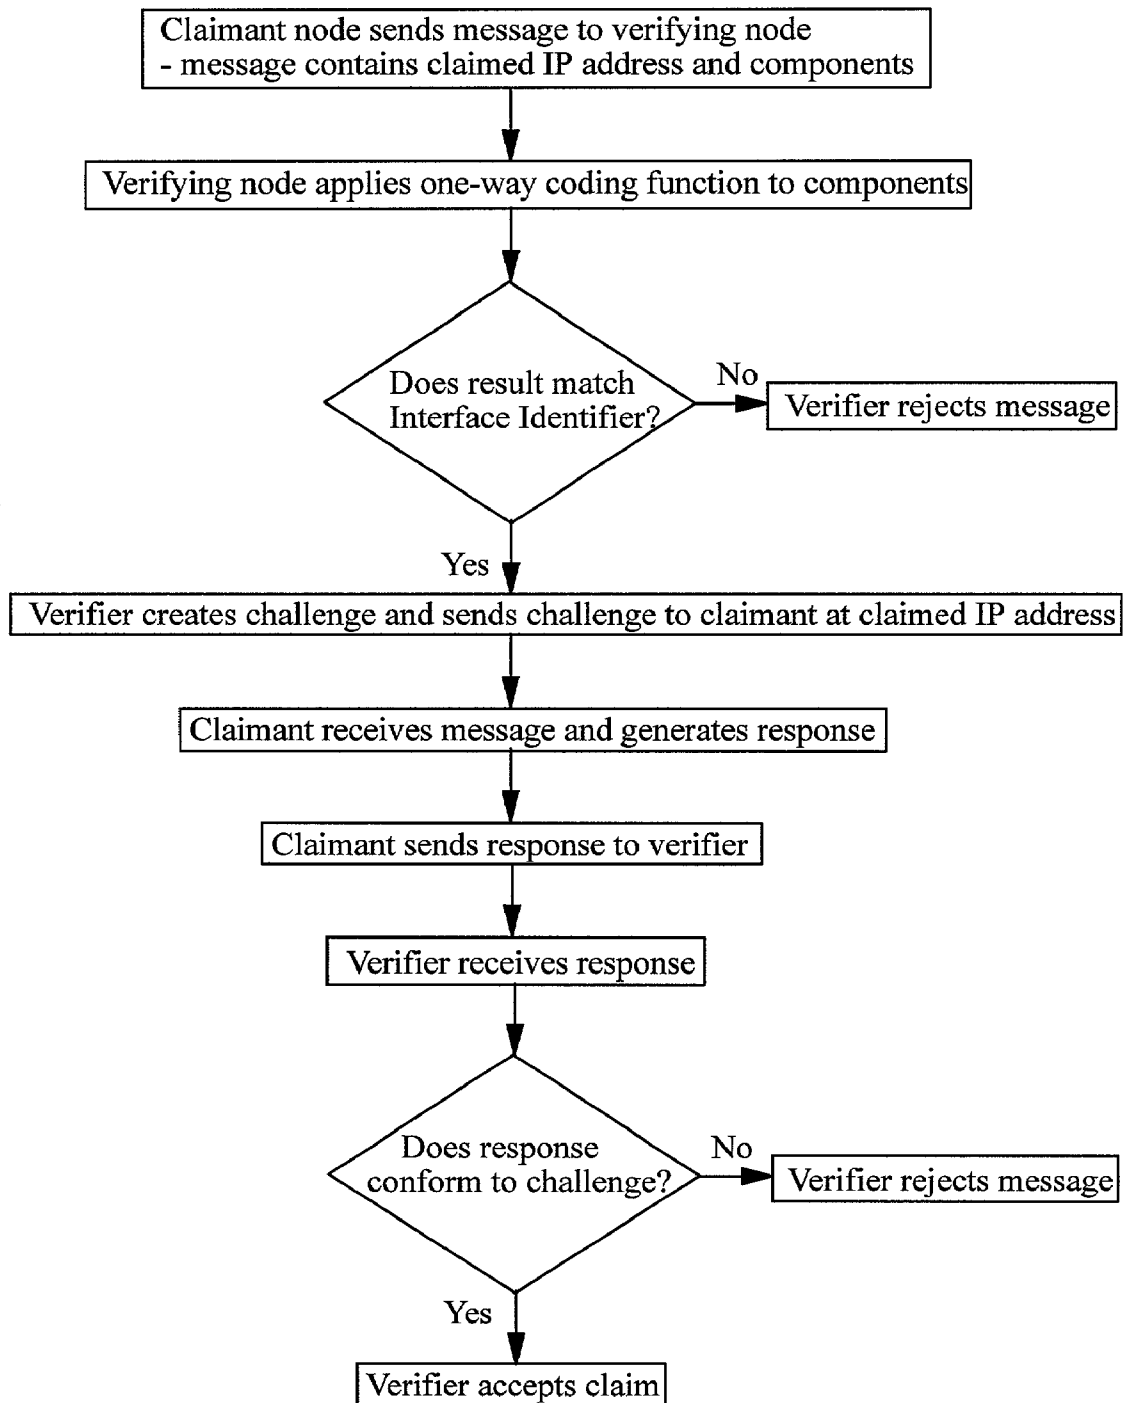 Claimant node sends message to verifying node
- message contains claimed IP address and components
Verifying node applies one-way coding function to components
Does result match
Interface Identifier?
No
Verifier rejects message
Yes
Verifier creates challenge and sends challenge to claimant at claimed IP address
Claimant receives message and generates response
Claimant sends response to verifier
Verifier receives response
Does response
conform to challenge?
No
Verifier rejects message
Yes
Verifier accepts claim